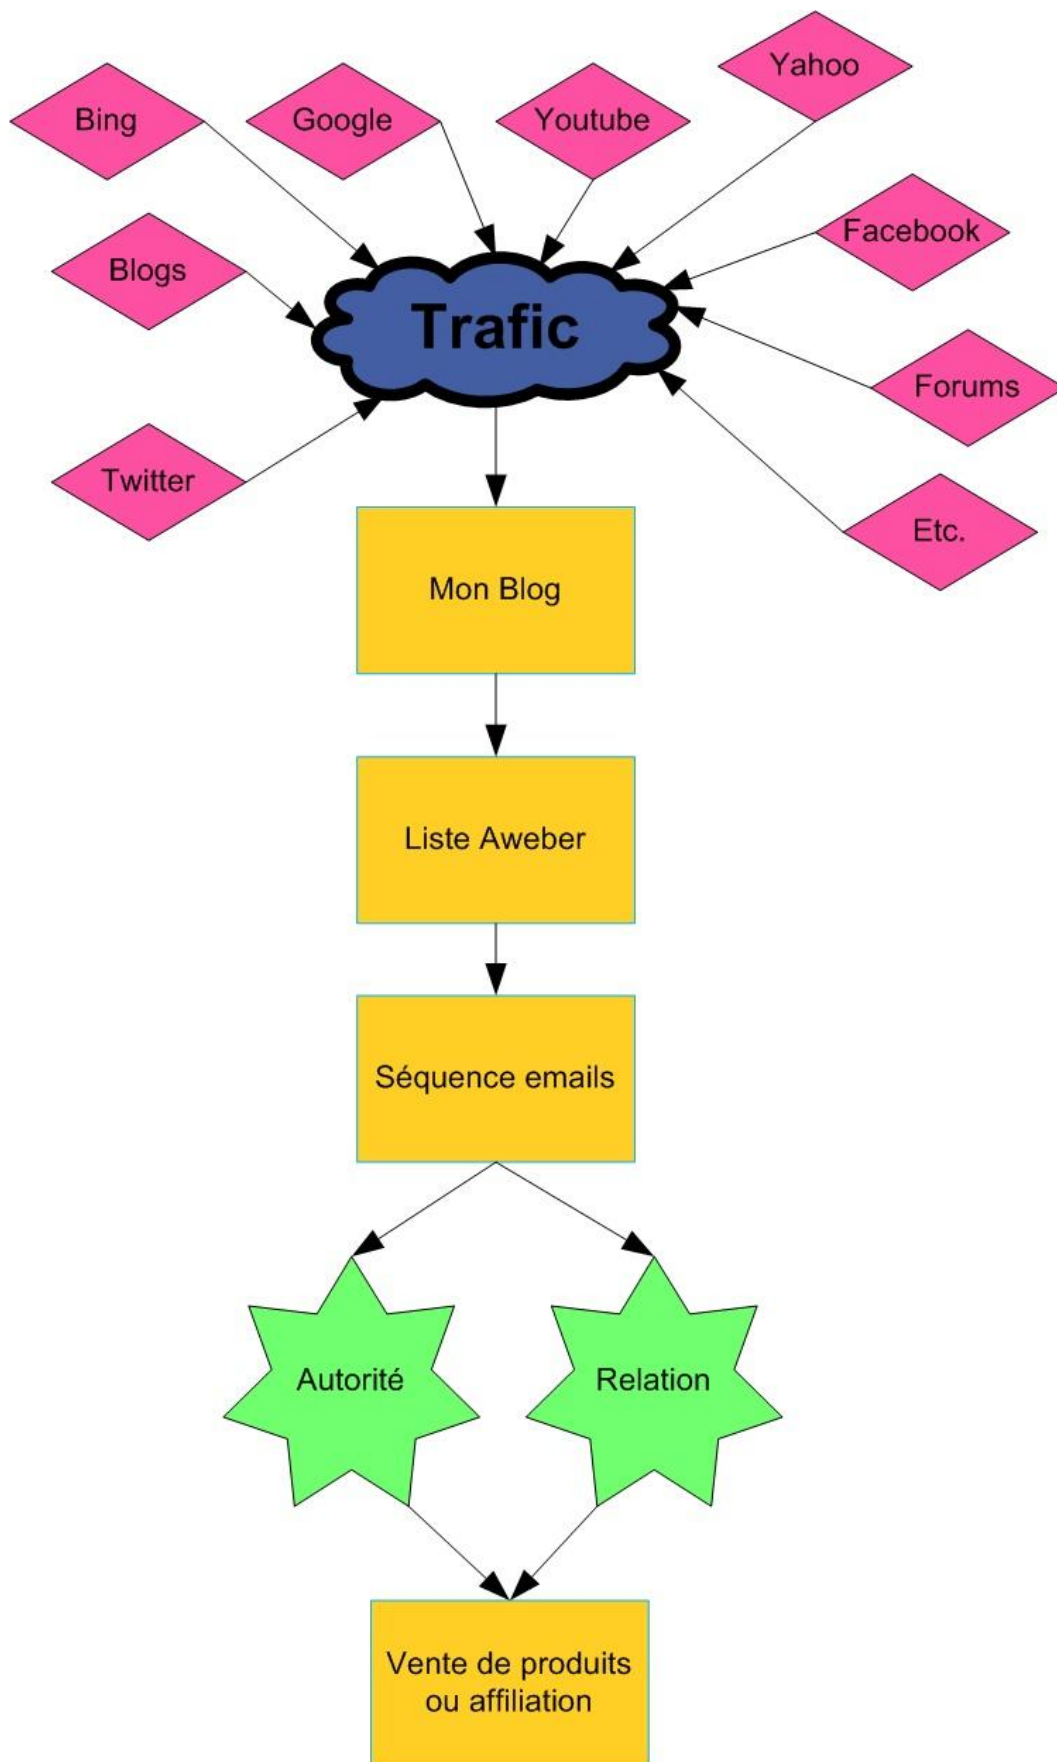 Yahoo
Bing
Google
Youtube
Facebook
Blogs
Trafic
Forums
Twitter
Etc.
Mon Blog
Liste Aweber
Séquence emails
Autorité
Relation
Vente de produits
ou affiliation